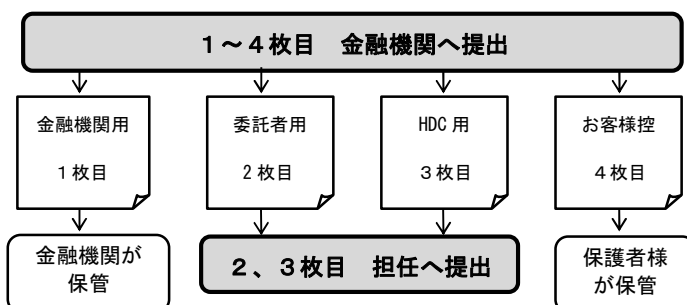 １～４枚目　金融機関へ提出
金融機関用
１枚目
委託者用
２枚目
HDC 用
３枚目
お客様控
４枚目
金融機関が
保管
２、３枚目　担任へ提出
保護者様
が保管